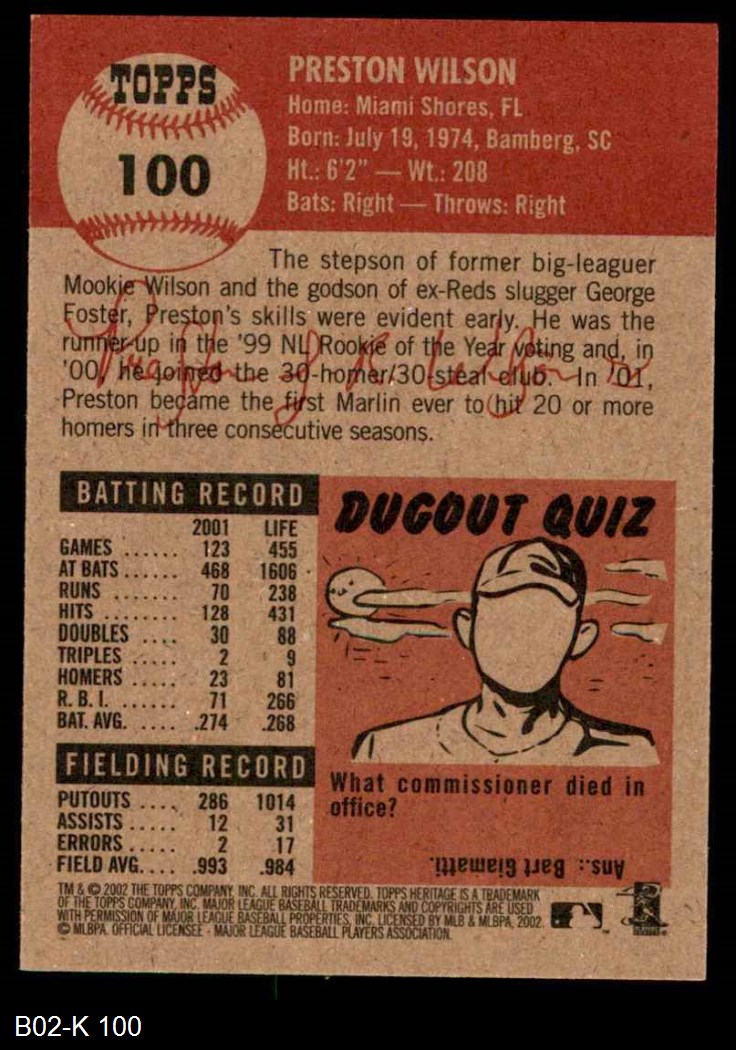 TOPPS
100
PRESTON WILSON
Home: Miami Shores, FL
Born: July 19, 1974, Bamberg, SC
Ht.: 6'2" — Wt.: 208
Bats: Right — Throws: Right
The stepson of former big-leaguer
Mookie Wilson and the godson of ex-Reds slugger George
Foster, Preston's skills were evident early. He was the
runner-up in the '99 NL Rookie of the Year voting and, in
'00, he joined the 30-homer/30 steal club. In '01,
Preston became the first Marlin ever to hit 20 or more
homers in three consecutive seasons.
Preston J R Wilson
BATTING RECORD
2001 LIFE
GAMES ...... 123 455
AT BATS ...... 468 1606
RUNS ...... 70 238
HITS ........ 128 431
DOUBLES .... 30 88
TRIPLES ..... 2 9
HOMERS ..... 23 81
R. B. I. ...... 71 266
BAT. AVG. .... .274 .268
FIELDING RECORD
PUTOUTS .... 286 1014
ASSISTS ..... 12 31
ERRORS ..... 2 17
FIELD AVG. ... .993 .984
DUGOUT QUIZ
What commissioner died in
office?
Ans.: Bart Giamatti.
TM & © 2002 THE TOPPS COMPANY, INC. ALL RIGHTS RESERVED. TOPPS HERITAGE IS A TRADEMARK
OF THE TOPPS COMPANY, INC. MAJOR LEAGUE BASEBALL TRADEMARKS AND COPYRIGHTS ARE USED
WITH PERMISSION OF MAJOR LEAGUE BASEBALL PROPERTIES, INC. LICENSED BY MLB & MLBPA, 2002.
© MLBPA. OFFICIAL LICENSEE - MAJOR LEAGUE BASEBALL PLAYERS ASSOCIATION.
B02-K 100